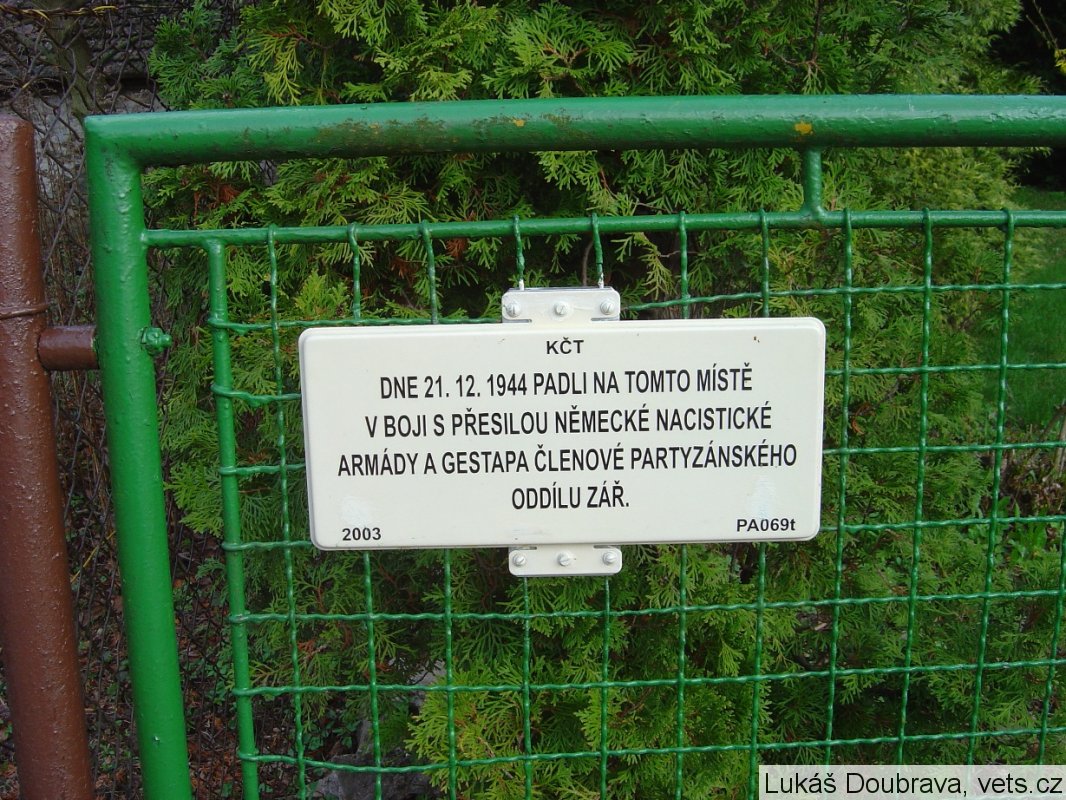 KČT
DNE 21. 12. 1944 PADLI NA TOMTO MÍSTĚ
V BOJI S PŘESILOU NĚMECKÉ NACISTICKÉ
ARMÁDY A GESTAPA ČLENOVÉ PARTYZÁNSKÉHO
ODDÍLU ZÁŘ.
2003 PA069t
Lukáš Doubrava, vets.cz